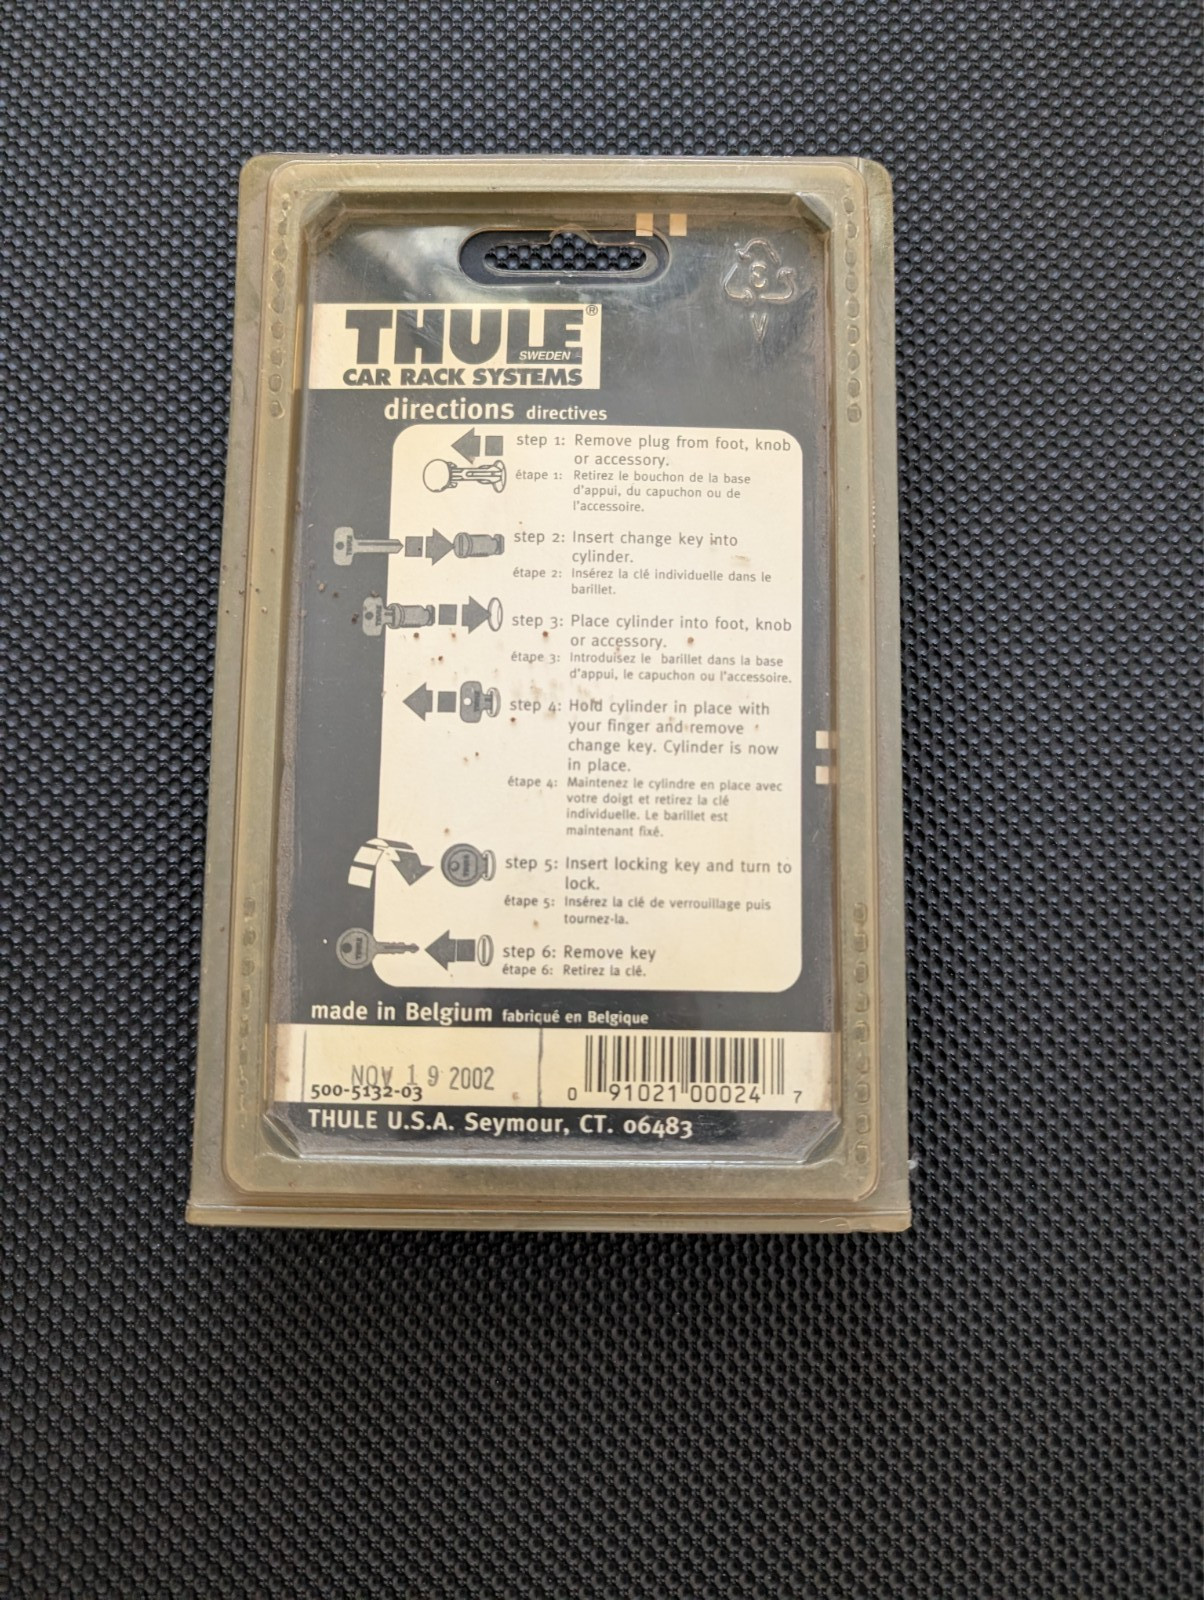 3
V
THULE®
SWEDEN
CAR RACK SYSTEMS
directions directives
step 1: Remove plug from foot, knob
or accessory.
étape 1: Retirez le bouchon de la base
d'appui, du capuchon ou de
l'accessoire.
step 2: Insert change key into
cylinder.
étape 2: Insérez la clé individuelle dans le
barillet.
step 3: Place cylinder into foot, knob
or accessory.
étape 3: Introduisez le barillet dans la base
d'appui, le capuchon ou l'accessoire.
step 4: Hold cylinder in place with
your finger and remove
change key. Cylinder is now
in place.
étape 4: Maintenez le cylindre en place avec
votre doigt et retirez la clé
individuelle. Le barillet est
maintenant fixé.
step 5: Insert locking key and turn to
lock.
étape 5: Insérez la clé de verrouillage puis
tournez-la.
step 6: Remove key
étape 6: Retirez la clé.
made in Belgium fabriqué en Belgique
NOV 19 2002
500-5132-03
0 91021 00024 7
THULE U.S.A. Seymour, CT. 06483